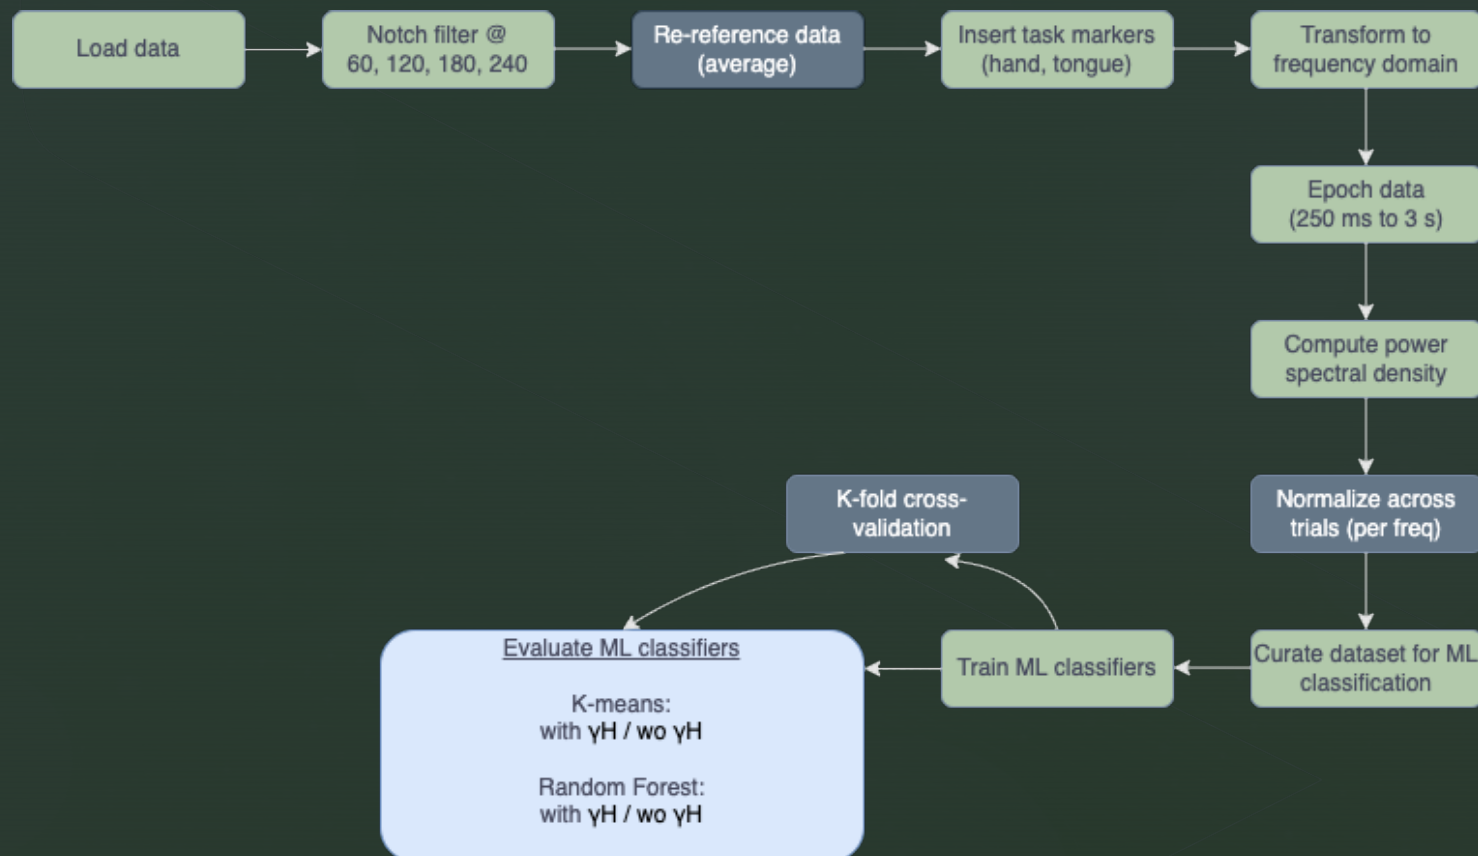 Load data
Notch filter @
60, 120, 180, 240
Re-reference data
(average)
Insert task markers
(hand, tongue)
Transform to
frequency domain
Epoch data
(250 ms to 3 s)
Compute power
spectral density
Normalize across
trials (per freq)
Curate dataset for ML
classification
Train ML classifiers
K-fold cross-
validation
Evaluate ML classifiers
K-means:
with γH / wo γH
Random Forest:
with γH / wo γH